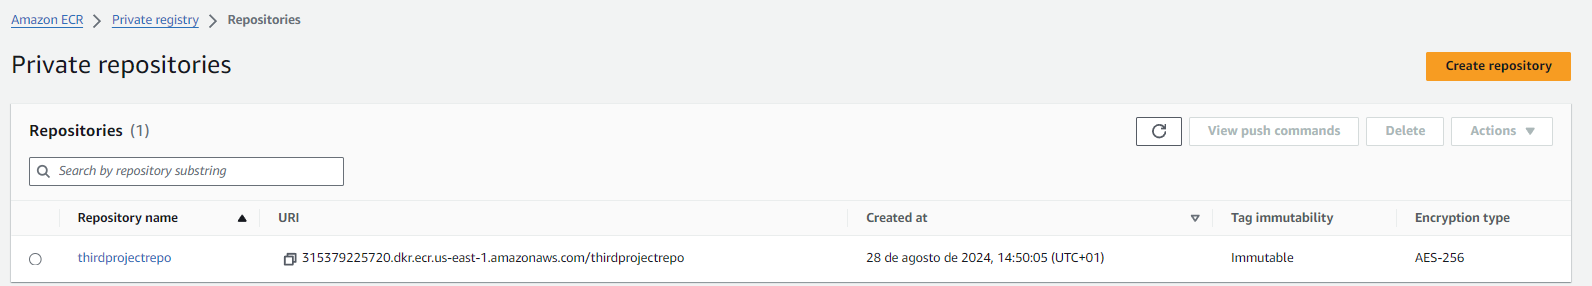 Amazon ECR > Private registry > Repositories
Private repositories
Create repository
Repositories (1)
View push commands
Delete
Actions
Search by repository substring
Repository name URI Created at Tag immutability Encryption type
thirdprojectrepo 315379225720.dkr.ecr.us-east-1.amazonaws.com/thirdprojectrepo 28 de agosto de 2024, 14:50:05 (UTC+01) Immutable AES-256